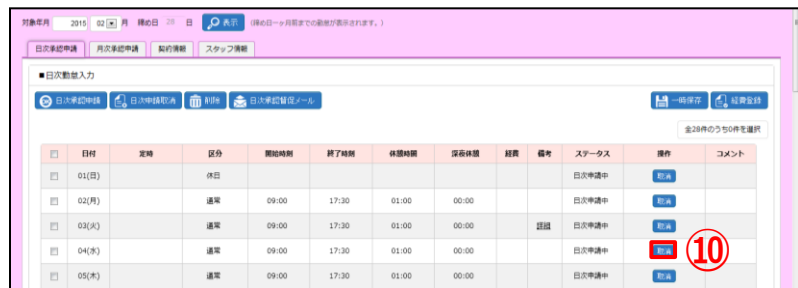 対象年月 2015 02 月 締め日 28 日 表示 (締め日一ヶ月前までの勤怠が表示されます。)
日次承認申請 月次承認申請 契約情報 スタッフ情報
■日次勤怠入力
日次承認申請 日次申請取消 削除 日次承認督促メール 一時保存 経費登録
全28件のうち0件を選択
日付 定時 区分 開始時刻 終了時刻 休憩時間 深夜休憩 経費 備考 ステータス 操作 コメント
01(日) 休日 日次申請中 取消
02(月) 通常 09:00 17:30 01:00 00:00 日次申請中 取消
03(火) 通常 09:00 17:30 01:00 00:00 日次申請中 取消
04(水) 通常 09:00 17:30 01:00 00:00 日次申請中 取消 ⑩
05(木) 通常 09:00 17:30 01:00 00:00 日次申請中 取消